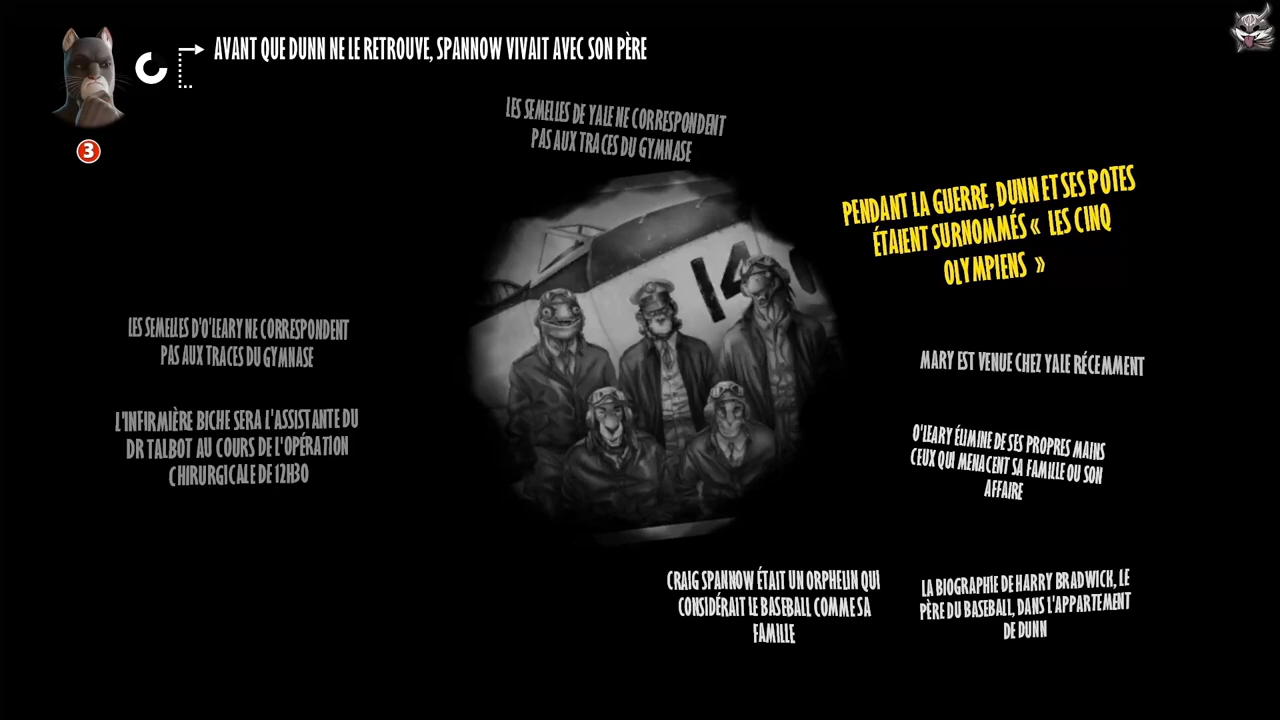 AVANT QUE DUNN NE LE RETROUVE, SPANNOW VIVAIT AVEC SON PÈRE
3
LES SEMELLES DE YALE NE CORRESPONDENT
PAS AUX TRACES DU GYMNASE
PENDANT LA GUERRE, DUNN ET SES POTES
ÉTAIENT SURNOMMÉS « LES CINQ
OLYMPIENS »
14
LES SEMELLES D'O'LEARY NE CORRESPONDENT
PAS AUX TRACES DU GYMNASE
MARY EST VENUE CHEZ YALE RÉCEMMENT
L'INFIRMIÈRE BICHE SERA L'ASSISTANTE DU
DR TALBOT AU COURS DE L'OPÉRATION
CHIRURGICALE DE 12H30
O'LEARY ÉLIMINE DE SES PROPRES MAINS
CEUX QUI MENACENT SA FAMILLE OU SON
AFFAIRE
CRAIG SPANNOW ÉTAIT UN ORPHELIN QUI
CONSIDÉRAIT LE BASEBALL COMME SA
FAMILLE
LA BIOGRAPHIE DE HARRY BRADWICK, LE
PÈRE DU BASEBALL, DANS L'APPARTEMENT
DE DUNN